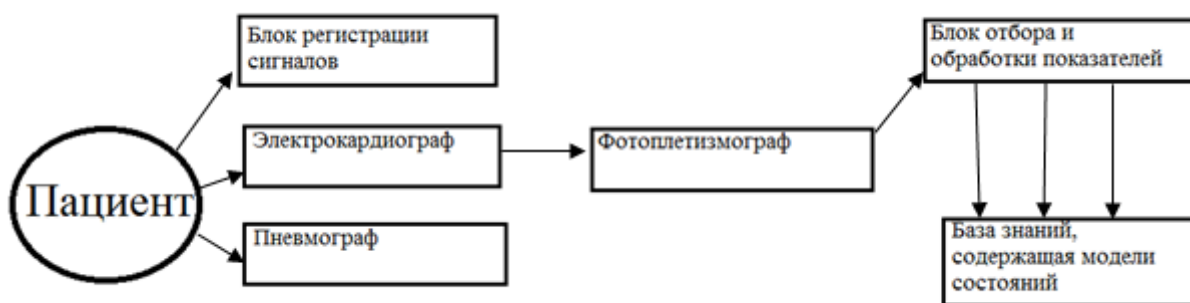 Блок регистрации
сигналов
Блок отбора и
обработки показателей
Электрокардиограф
Фотоплетизмограф
Пациент
Пневмограф
База знаний,
содержащая модели
состояний